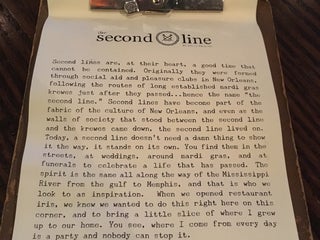 the
second line
Second lines are, at their heart, a good time that
cannot be contained. Originally they were formed
through social aid and pleasure clubs in New Orleans,
following the routes of long established mardi gras
krewes just after they passed...hence the name "the
second line." Second lines have become part of the
fabric of the culture of New Orleans, and even as the
walls of society that stood between the second line
and the krewes came down, the second line lived on.
Today, a second line doesn't need a damn thing to show
it the way, it stands on its own. You find them in the
streets, at weddings, around mardi gras, and at
funerals to celebrate a life that has passed. The
spirit is the same all along the way of the Mississippi
River from the gulf to Memphis, and that is who we
look to as inspiration. When we opened restaurant
iris, we knew we wanted to do this right here on this
corner, and to bring a little slice of where I grew
up to our home. You see, where I come from every day
is a party and nobody can stop it.